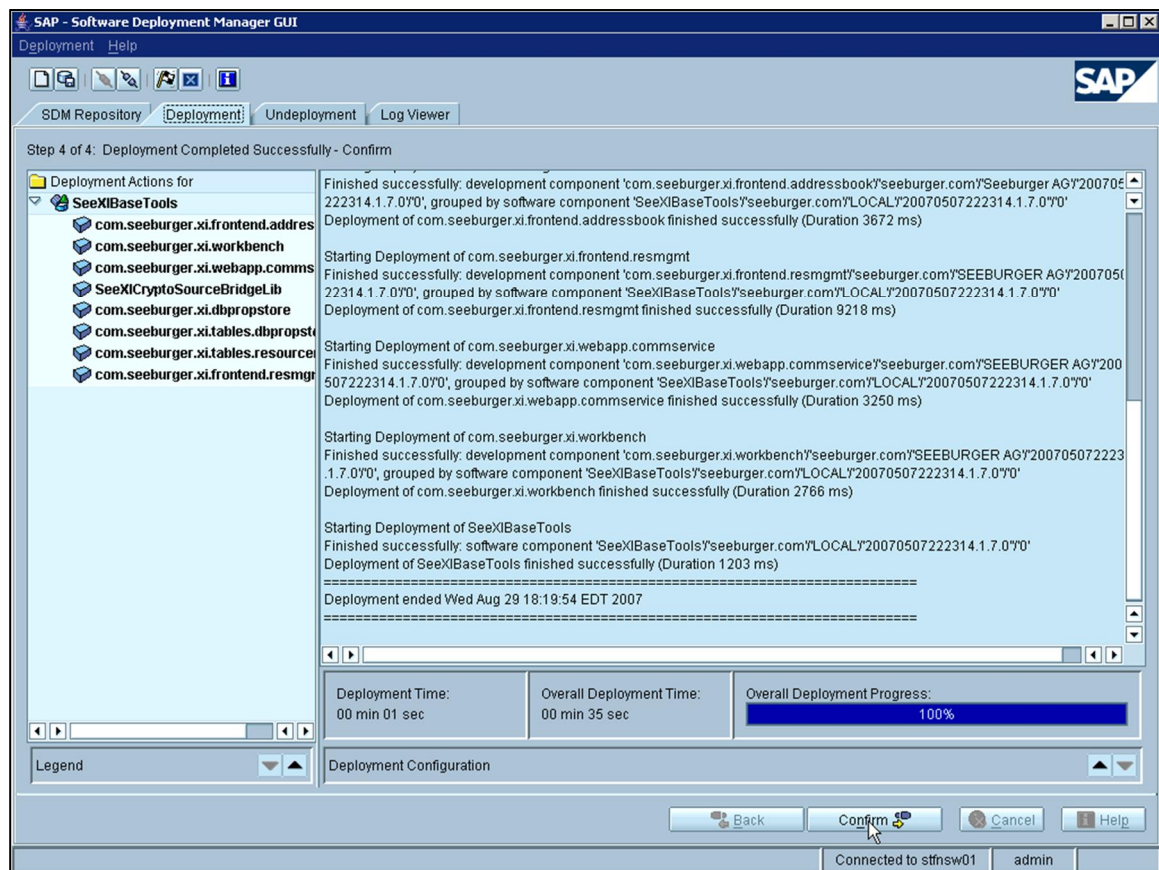 SAP - Software Deployment Manager GUI
Deployment Help
SAP
SDM Repository Deployment Undeployment Log Viewer
Step 4 of 4: Deployment Completed Successfully - Confirm
Deployment Actions for
SeeXIBaseTools
com.seeburger.xi.frontend.addres
com.seeburger.xi.workbench
com.seeburger.xi.webapp.comms
SeeXICryptoSourceBridgeLib
com.seeburger.xi.dbpropstore
com.seeburger.xi.tables.dbpropst
com.seeburger.xi.tables.resource
com.seeburger.xi.frontend.resmg
Finished successfully: development component 'com.seeburger.xi.frontend.addressbook'/'seeburger.com'/'Seeburger AG'/'200705
222314.1.7.0'/'0', grouped by software component 'SeeXIBaseTools'/'seeburger.com'/'LOCAL'/'20070507222314.1.7.0'/'0'
Deployment of com.seeburger.xi.frontend.addressbook finished successfully (Duration 3672 ms)
Starting Deployment of com.seeburger.xi.frontend.resmgmt
Finished successfully: development component 'com.seeburger.xi.frontend.resmgmt'/'seeburger.com'/'SEEBURGER AG'/'200705
22314.1.7.0'/'0', grouped by software component 'SeeXIBaseTools'/'seeburger.com'/'LOCAL'/'20070507222314.1.7.0'/'0'
Deployment of com.seeburger.xi.frontend.resmgmt finished successfully (Duration 9218 ms)
Starting Deployment of com.seeburger.xi.webapp.commservice
Finished successfully: development component 'com.seeburger.xi.webapp.commservice'/'seeburger.com'/'SEEBURGER AG'/'200
507222314.1.7.0'/'0', grouped by software component 'SeeXIBaseTools'/'seeburger.com'/'LOCAL'/'20070507222314.1.7.0'/'0'
Deployment of com.seeburger.xi.webapp.commservice finished successfully (Duration 3250 ms)
Starting Deployment of com.seeburger.xi.workbench
Finished successfully: development component 'com.seeburger.xi.workbench'/'seeburger.com'/'SEEBURGER AG'/'2007050722223
.1.7.0'/'0', grouped by software component 'SeeXIBaseTools'/'seeburger.com'/'LOCAL'/'20070507222314.1.7.0'/'0'
Deployment of com.seeburger.xi.workbench finished successfully (Duration 2766 ms)
Starting Deployment of SeeXIBaseTools
Finished successfully: software component 'SeeXIBaseTools'/'seeburger.com'/'LOCAL'/'20070507222314.1.7.0'/'0'
Deployment of SeeXIBaseTools finished successfully (Duration 1203 ms)
===========================================================================
Deployment ended Wed Aug 29 18:19:54 EDT 2007
===========================================================================
Deployment Time: Overall Deployment Time: Overall Deployment Progress:
00 min 01 sec 00 min 35 sec 100%
Legend Deployment Configuration
Back Confirm Cancel Help
Connected to stfnsw01 admin